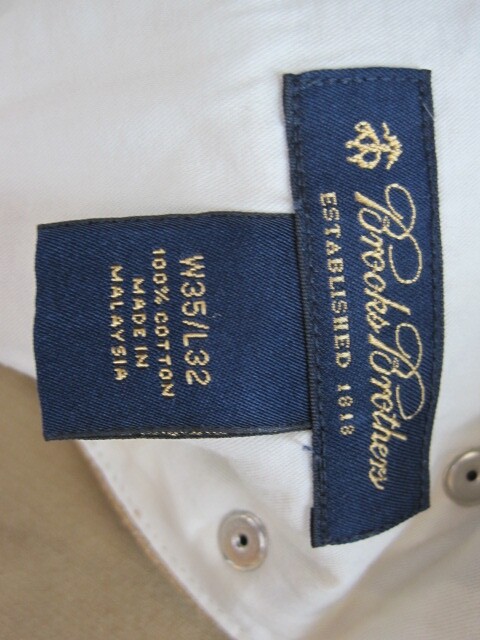 Brooks Brothers
ESTABLISHED 1818
W35/L32
100% COTTON
MADE IN
MALAYSIA